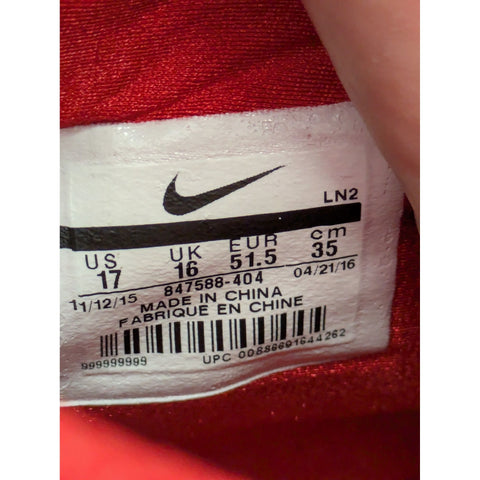 LN2
US UK EUR cm
17 16 51.5 35
11/12/15 847588-404 04/21/16
MADE IN CHINA
FABRIQUE EN CHINE
999999999 UPC 00886691644262